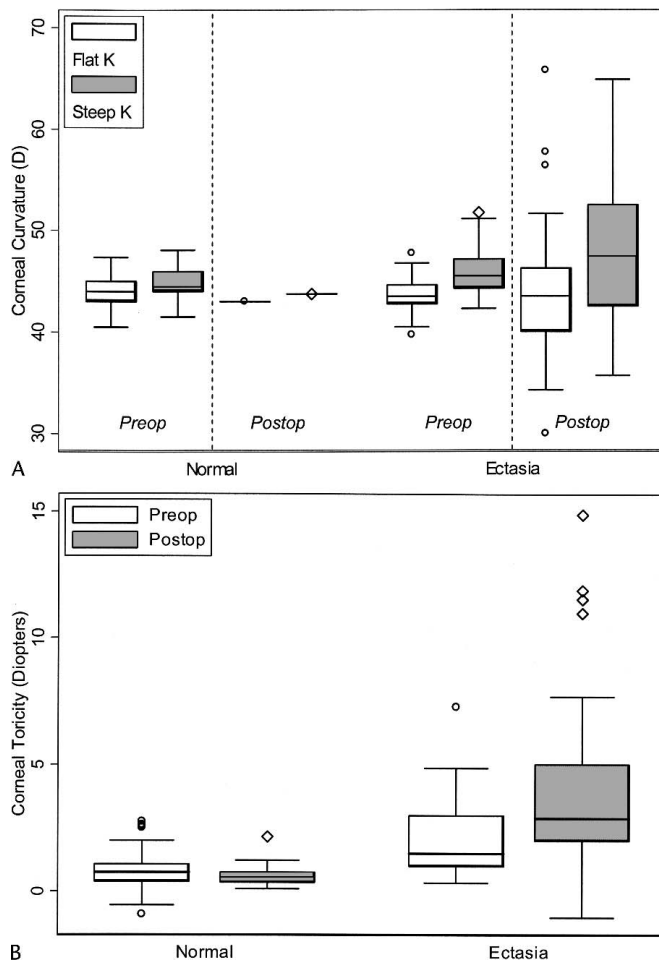 70
60
50
40
30
Corneal Curvature (D)
Flat K
Steep K
Preop
Postop
Preop
Postop
A
Normal
Ectasia
15
10
5
0
Corneal Toricity (Diopters)
Preop
Postop
B
Normal
Ectasia